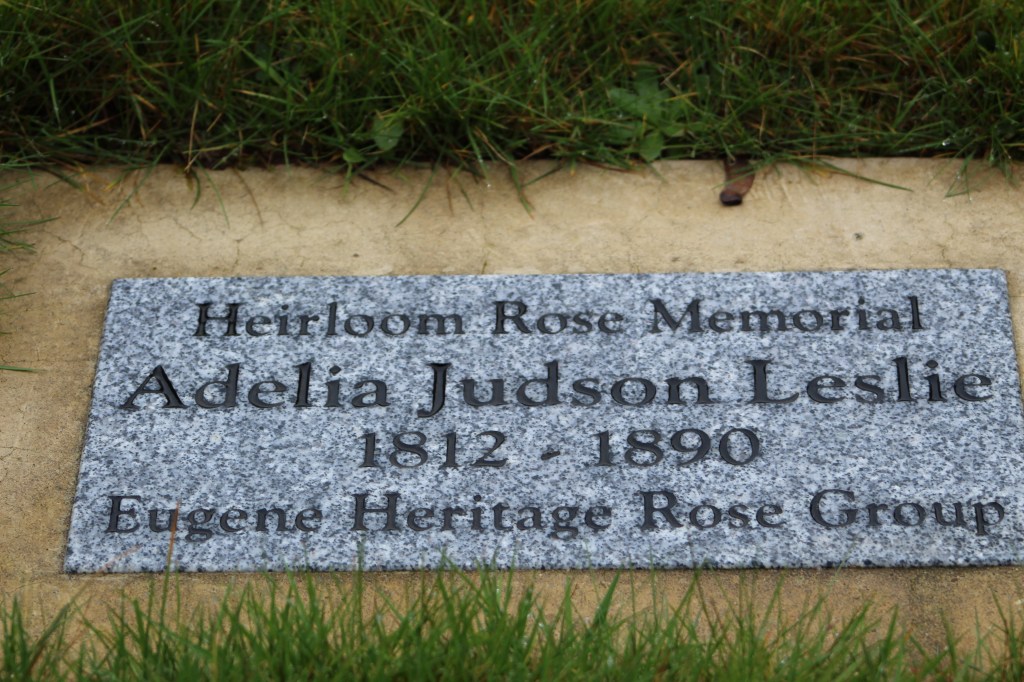 Heirloom Rose Memorial
Adelia Judson Leslie
1812 - 1890
Eugene Heritage Rose Group